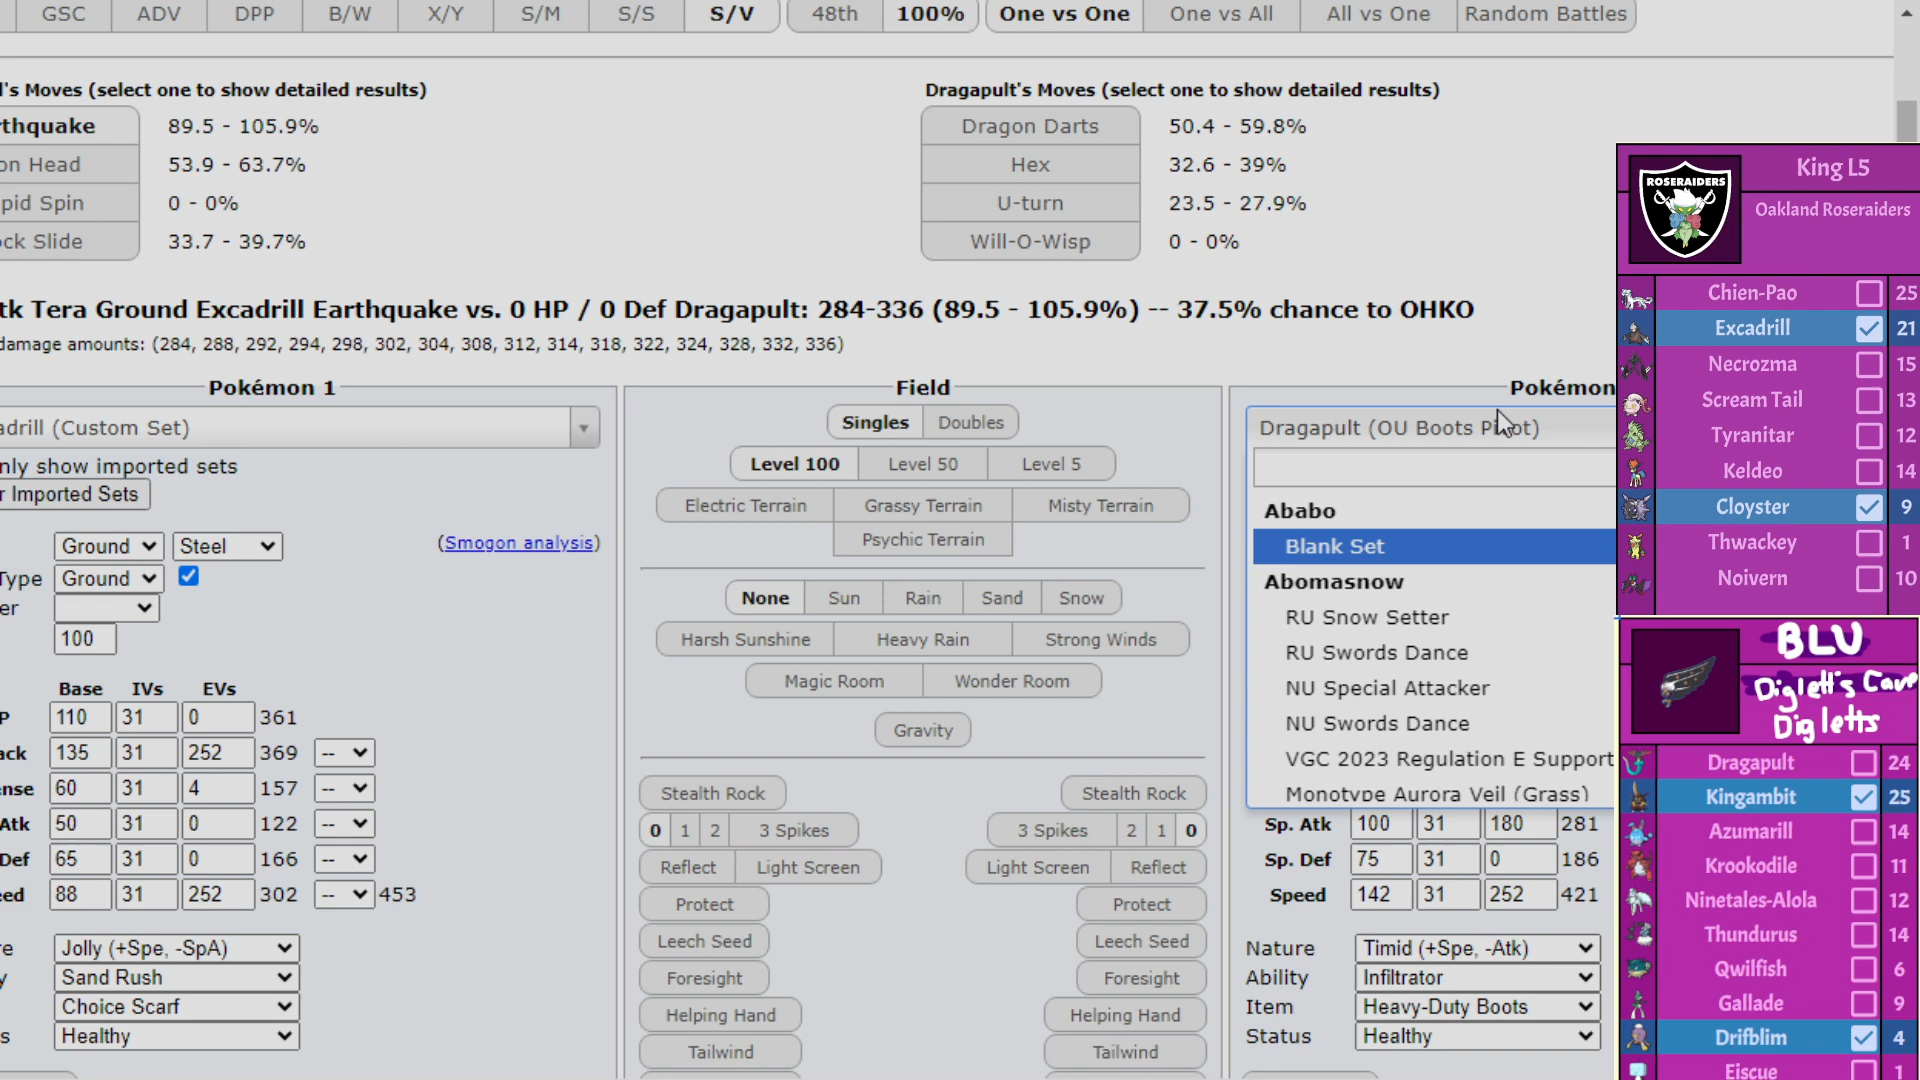 GSC ADV DPP B/W X/Y S/M S/S S/V 48th 100% One vs One One vs All All vs One Random Battles
l's Moves (select one to show detailed results)
thquake 89.5 - 105.9%
on Head 53.9 - 63.7%
pid Spin 0 - 0%
ock Slide 33.7 - 39.7%
Dragapult's Moves (select one to show detailed results)
Dragon Darts 50.4 - 59.8%
Hex 32.6 - 39%
U-turn 23.5 - 27.9%
Will-O-Wisp 0 - 0%
tk Tera Ground Excadrill Earthquake vs. 0 HP / 0 Def Dragapult: 284-336 (89.5 - 105.9%) -- 37.5% chance to OHKO
damage amounts: (284, 288, 292, 294, 298, 302, 304, 308, 312, 314, 318, 322, 324, 328, 332, 336)
Pokémon 1
adrill (Custom Set)
nly show imported sets
r Imported Sets
Ground Steel (Smogon analysis)
Type Ground
er
100
Base IVs EVs
P 110 31 0 361
ack 135 31 252 369 --
nse 60 31 4 157 --
Atk 50 31 0 122 --
Def 65 31 0 166 --
eed 88 31 252 302 -- 453
re Jolly (+Spe, -SpA)
y Sand Rush
Choice Scarf
s Healthy
Field
Singles Doubles
Level 100 Level 50 Level 5
Electric Terrain Grassy Terrain Misty Terrain
Psychic Terrain
None Sun Rain Sand Snow
Harsh Sunshine Heavy Rain Strong Winds
Magic Room Wonder Room
Gravity
Stealth Rock Stealth Rock
0 1 2 3 Spikes 3 Spikes 2 1 0
Reflect Light Screen Light Screen Reflect
Protect Protect
Leech Seed Leech Seed
Foresight Foresight
Helping Hand Helping Hand
Tailwind Tailwind
Pokémon
Dragapult (OU Boots Pivot)
Ababo
Blank Set
Abomasnow
RU Snow Setter
RU Swords Dance
NU Special Attacker
NU Swords Dance
VGC 2023 Regulation E Support
Monotype Aurora Veil (Grass)
Sp. Atk 100 31 180 281
Sp. Def 75 31 0 186
Speed 142 31 252 421
Nature Timid (+Spe, -Atk)
Ability Infiltrator
Item Heavy-Duty Boots
Status Healthy
ROSERAIDERS
King L5
Oakland Roseraiders
Chien-Pao 25
Excadrill 21
Necrozma 15
Scream Tail 13
Tyranitar 12
Keldeo 14
Cloyster 9
Thwackey 1
Noivern 10
BLU
Diglett's Cave
Digletts
Dragapult 24
Kingambit 25
Azumarill 14
Krookodile 11
Ninetales-Alola 12
Thundurus 14
Qwilfish 6
Gallade 9
Drifblim 4
Eiscue 1